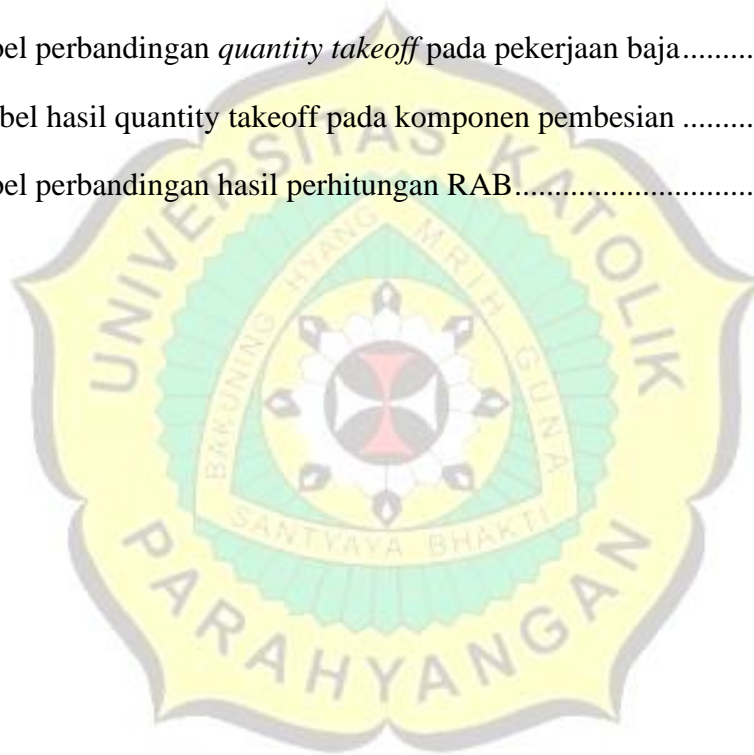 bel perbandingan quantity takeoff pada pekerjaan baja.........
bel hasil quantity takeoff pada komponen pembesian .........
bel perbandingan hasil perhitungan RAB..............................
UNIVERSITAS KATOLIK
BAKUNING HYANG MRIH GUNA
SANTYAYA BHAKTI
PARAHYANGAN